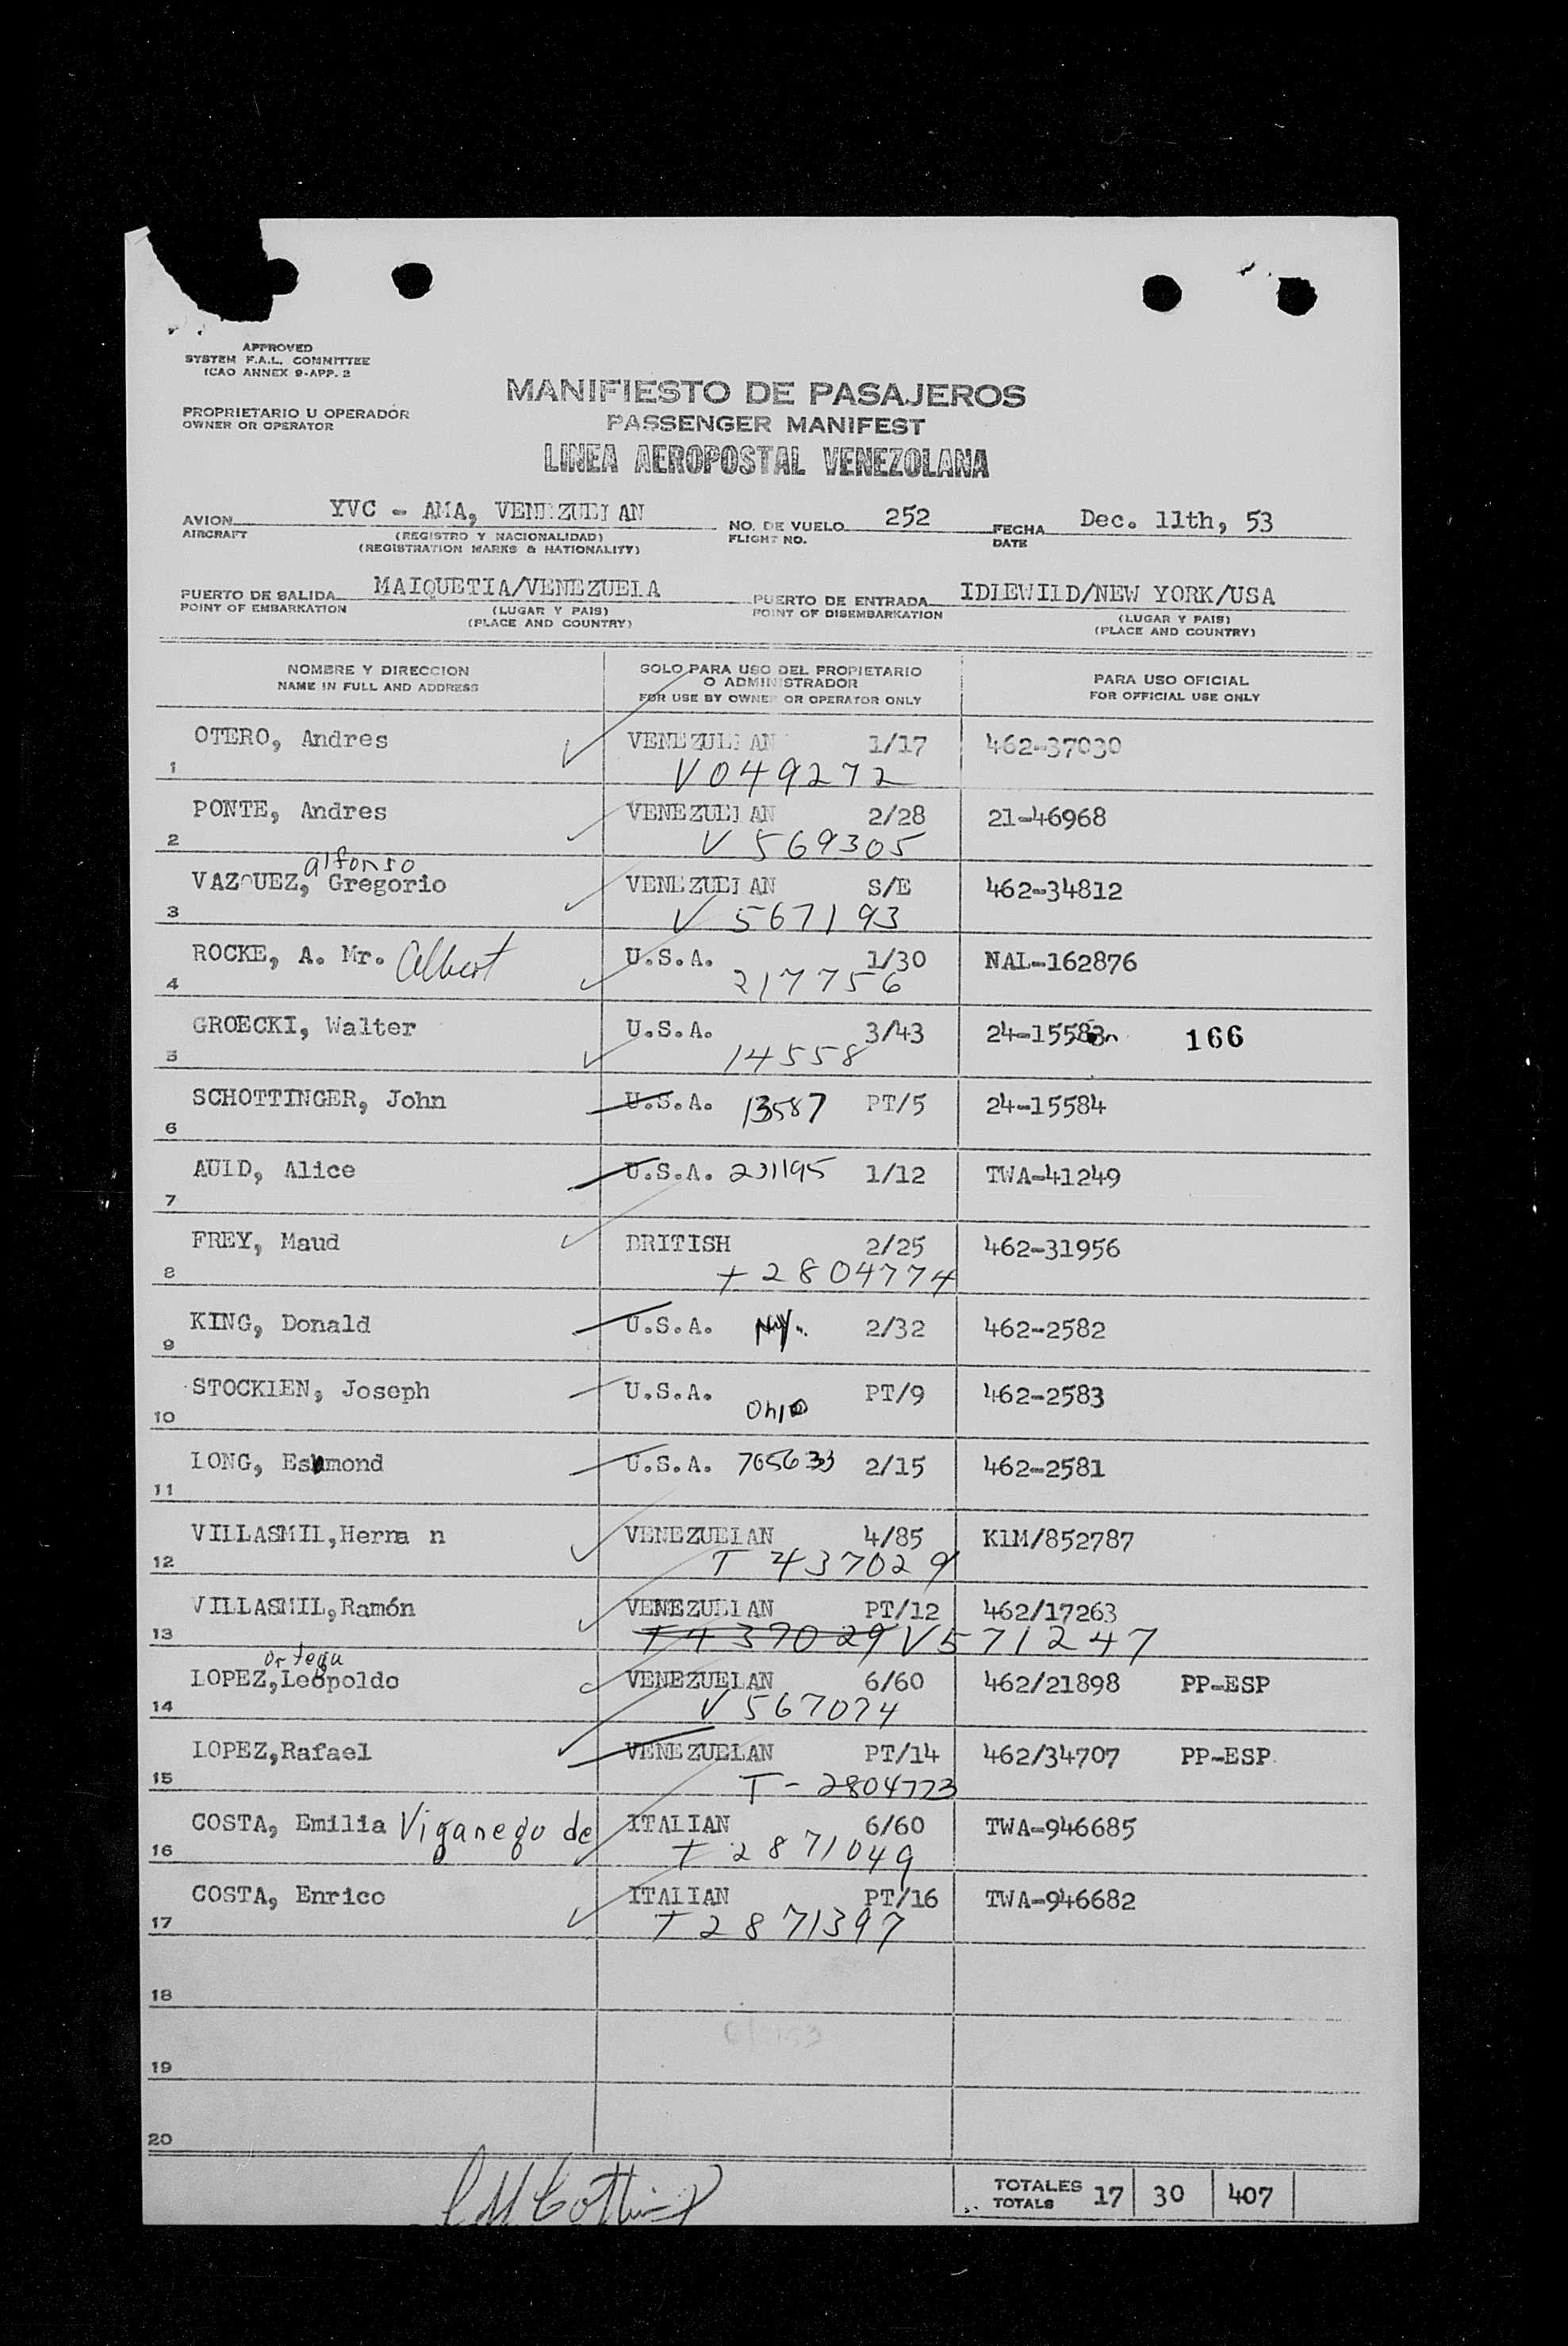 APPROVED
SYSTEM F.A.L. COMMITTEE
ICAO ANNEX 9-APP. 2
MANIFIESTO DE PASAJEROS
PROPRIETARIO U OPERADOR
OWNER OR OPERATOR
PASSENGER MANIFEST
LINEA AEROPOSTAL VENEZOLANA
AVION YVC - AMA, VENEZUELAN NO. DE VUELO 252 FECHA Dec. 11th, 53
AIRCRAFT (REGISTRO Y NACIONALIDAD) FLIGHT NO. DATE
(REGISTRATION MARKS & NATIONALITY)
PUERTO DE SALIDA MAIQUETIA/VENEZUELA PUERTO DE ENTRADA IDLEWILD/NEW YORK/USA
POINT OF EMBARKATION (LUGAR Y PAIS) POINT OF DISEMBARKATION (LUGAR Y PAIS)
(PLACE AND COUNTRY) (PLACE AND COUNTRY)
NOMBRE Y DIRECCION SOLO PARA USO DEL PROPIETARIO O ADMINISTRADOR PARA USO OFICIAL
NAME IN FULL AND ADDRESS FOR USE BY OWNER OR OPERATOR ONLY FOR OFFICIAL USE ONLY
OTERO, Andres VENEZUELAN 1/17 462-37030
1 V049272
PONTE, Andres VENEZUELAN 2/28 21-46968
2 V 569305
alfonso
VAZQUEZ, Gregorio VENEZUELAN S/E 462-34812
3 V 567193
ROCKE, A. Mr. Albert U.S.A. 1/30 NAL-162876
4 217756
GROECKI, Walter U.S.A. 3/43 24-15583 166
5 14558
SCHOTTINGER, John U.S.A. 13587 PT/5 24-15584
6
AUID, Alice U.S.A. 231195 1/12 TWA-41249
7
FREY, Maud BRITISH 2/25 462-31956
8 T 2804774
KING, Donald U.S.A. N.Y. 2/32 462-2582
9
STOCKLEN, Joseph U.S.A. PT/9 462-2583
10 Ohio
LONG, Esmond U.S.A. 765633 2/15 462-2581
11
VILLASMIL,Herma n VENEZUELAN 4/85 KLM/852787
12 T 437029
VILLASMIL,Ramón VENEZUELAN PT/12 462/17263
13 T437029 V571247
ortega
LOPEZ,Leopoldo VENEZUELAN 6/60 462/21898 PP-ESP
14 V 567074
LOPEZ,Rafael VENEZUELAN PT/14 462/34707 PP-ESP
15 T-2804773
COSTA, Emilia Viganego de ITALIAN 6/60 TWA-946685
16 T 2871049
COSTA, Enrico ITALIAN PT/16 TWA-946682
17 T2871397
18
19
20
TOTALES
TOTALS 17 30 407